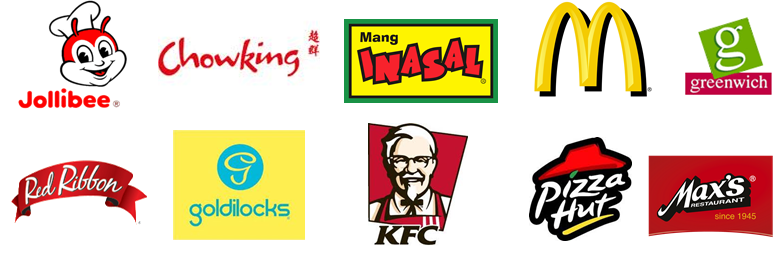 Jollibee®
Chowking 超群
Mang
INASAL®
M®
g
greenwich
Red Ribbon
G
goldilocks
KFC
Pizza
Hut
Max's®
RESTAURANT
since 1945